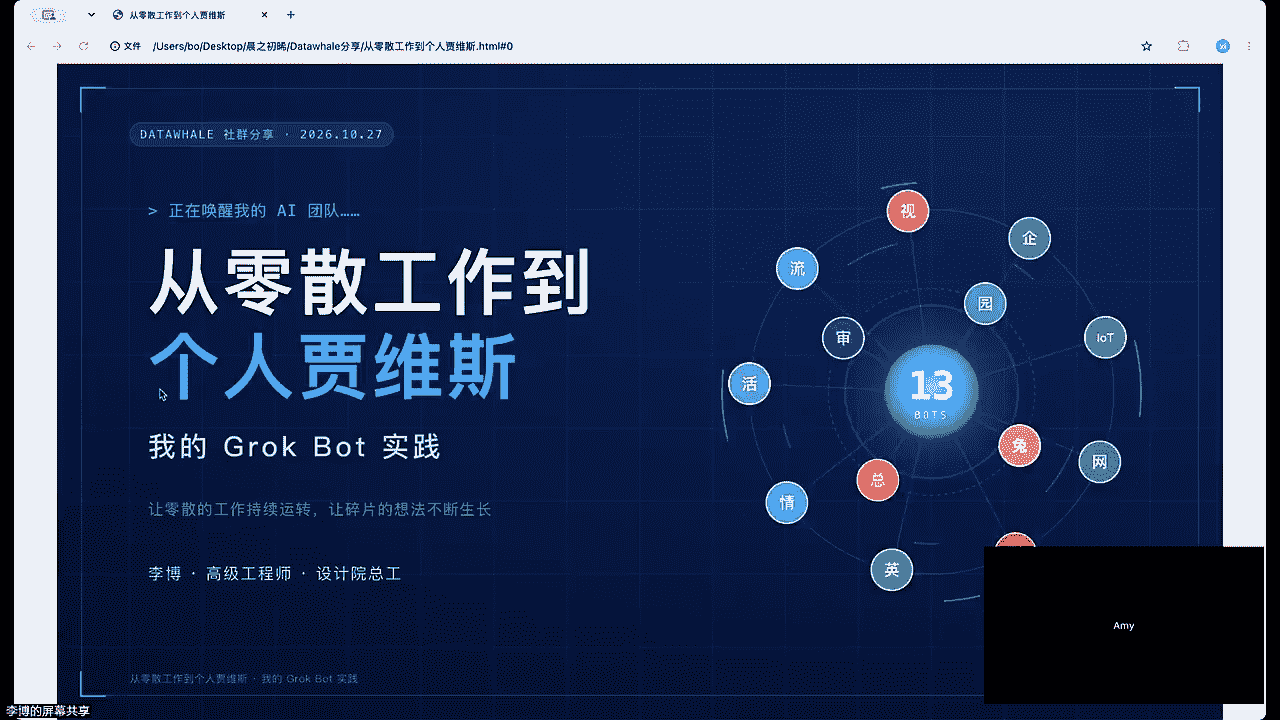 从零散工作到个人贾维斯
文件 /Users/bo/Desktop/晨之初晞/Datawhale分享/从零散工作到个人贾维斯.html#0
DATAWHALE 社群分享 · 2026.10.27
> 正在唤醒我的 AI 团队……
从零散工作到
个人贾维斯
我的 Grok Bot 实践
让零散的工作持续运转，让碎片的想法不断生长
李博 · 高级工程师 · 设计院总工
视
企
流
园
审
IoT
活
13
BOTS
兔
网
总
情
英
Amy
从零散工作到个人贾维斯 · 我的 Grok Bot 实践
李博的屏幕共享